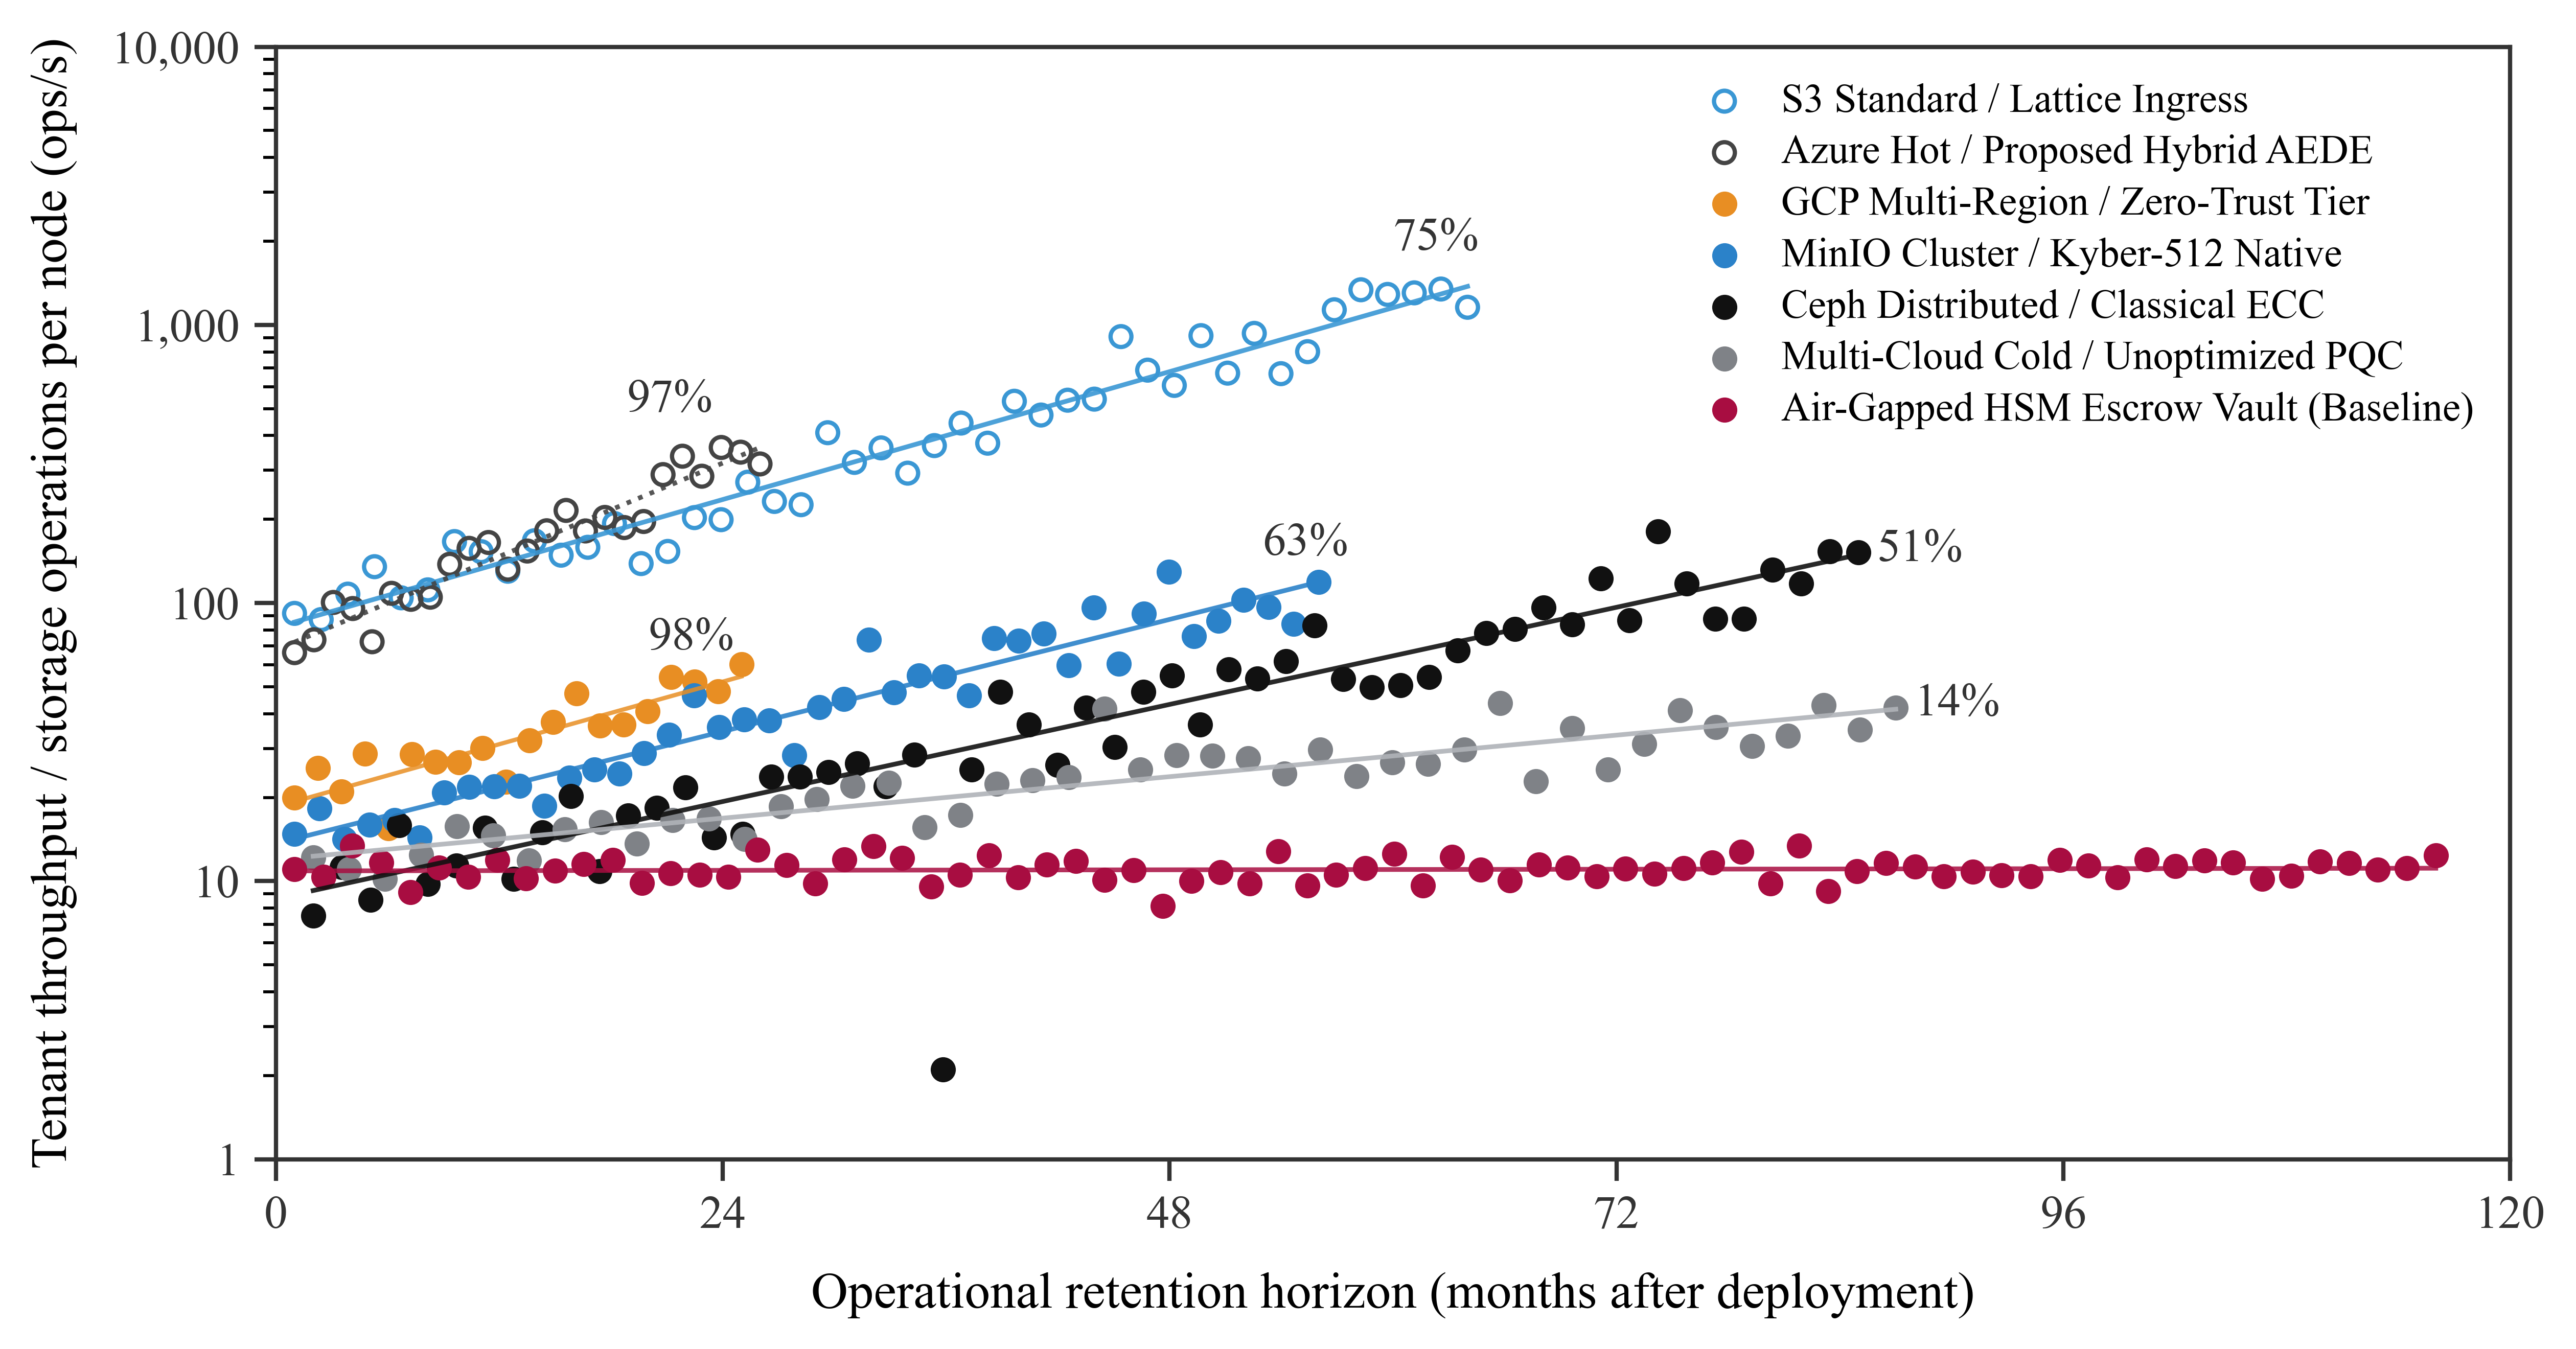 Tenant throughput / storage operations per node (ops/s)
10,000
1,000
100
10
1
S3 Standard / Lattice Ingress
Azure Hot / Proposed Hybrid AEDE
GCP Multi-Region / Zero-Trust Tier
MinIO Cluster / Kyber-512 Native
Ceph Distributed / Classical ECC
Multi-Cloud Cold / Unoptimized PQC
Air-Gapped HSM Escrow Vault (Baseline)
75%
97%
63%
51%
98%
14%
0
24
48
72
96
120
Operational retention horizon (months after deployment)